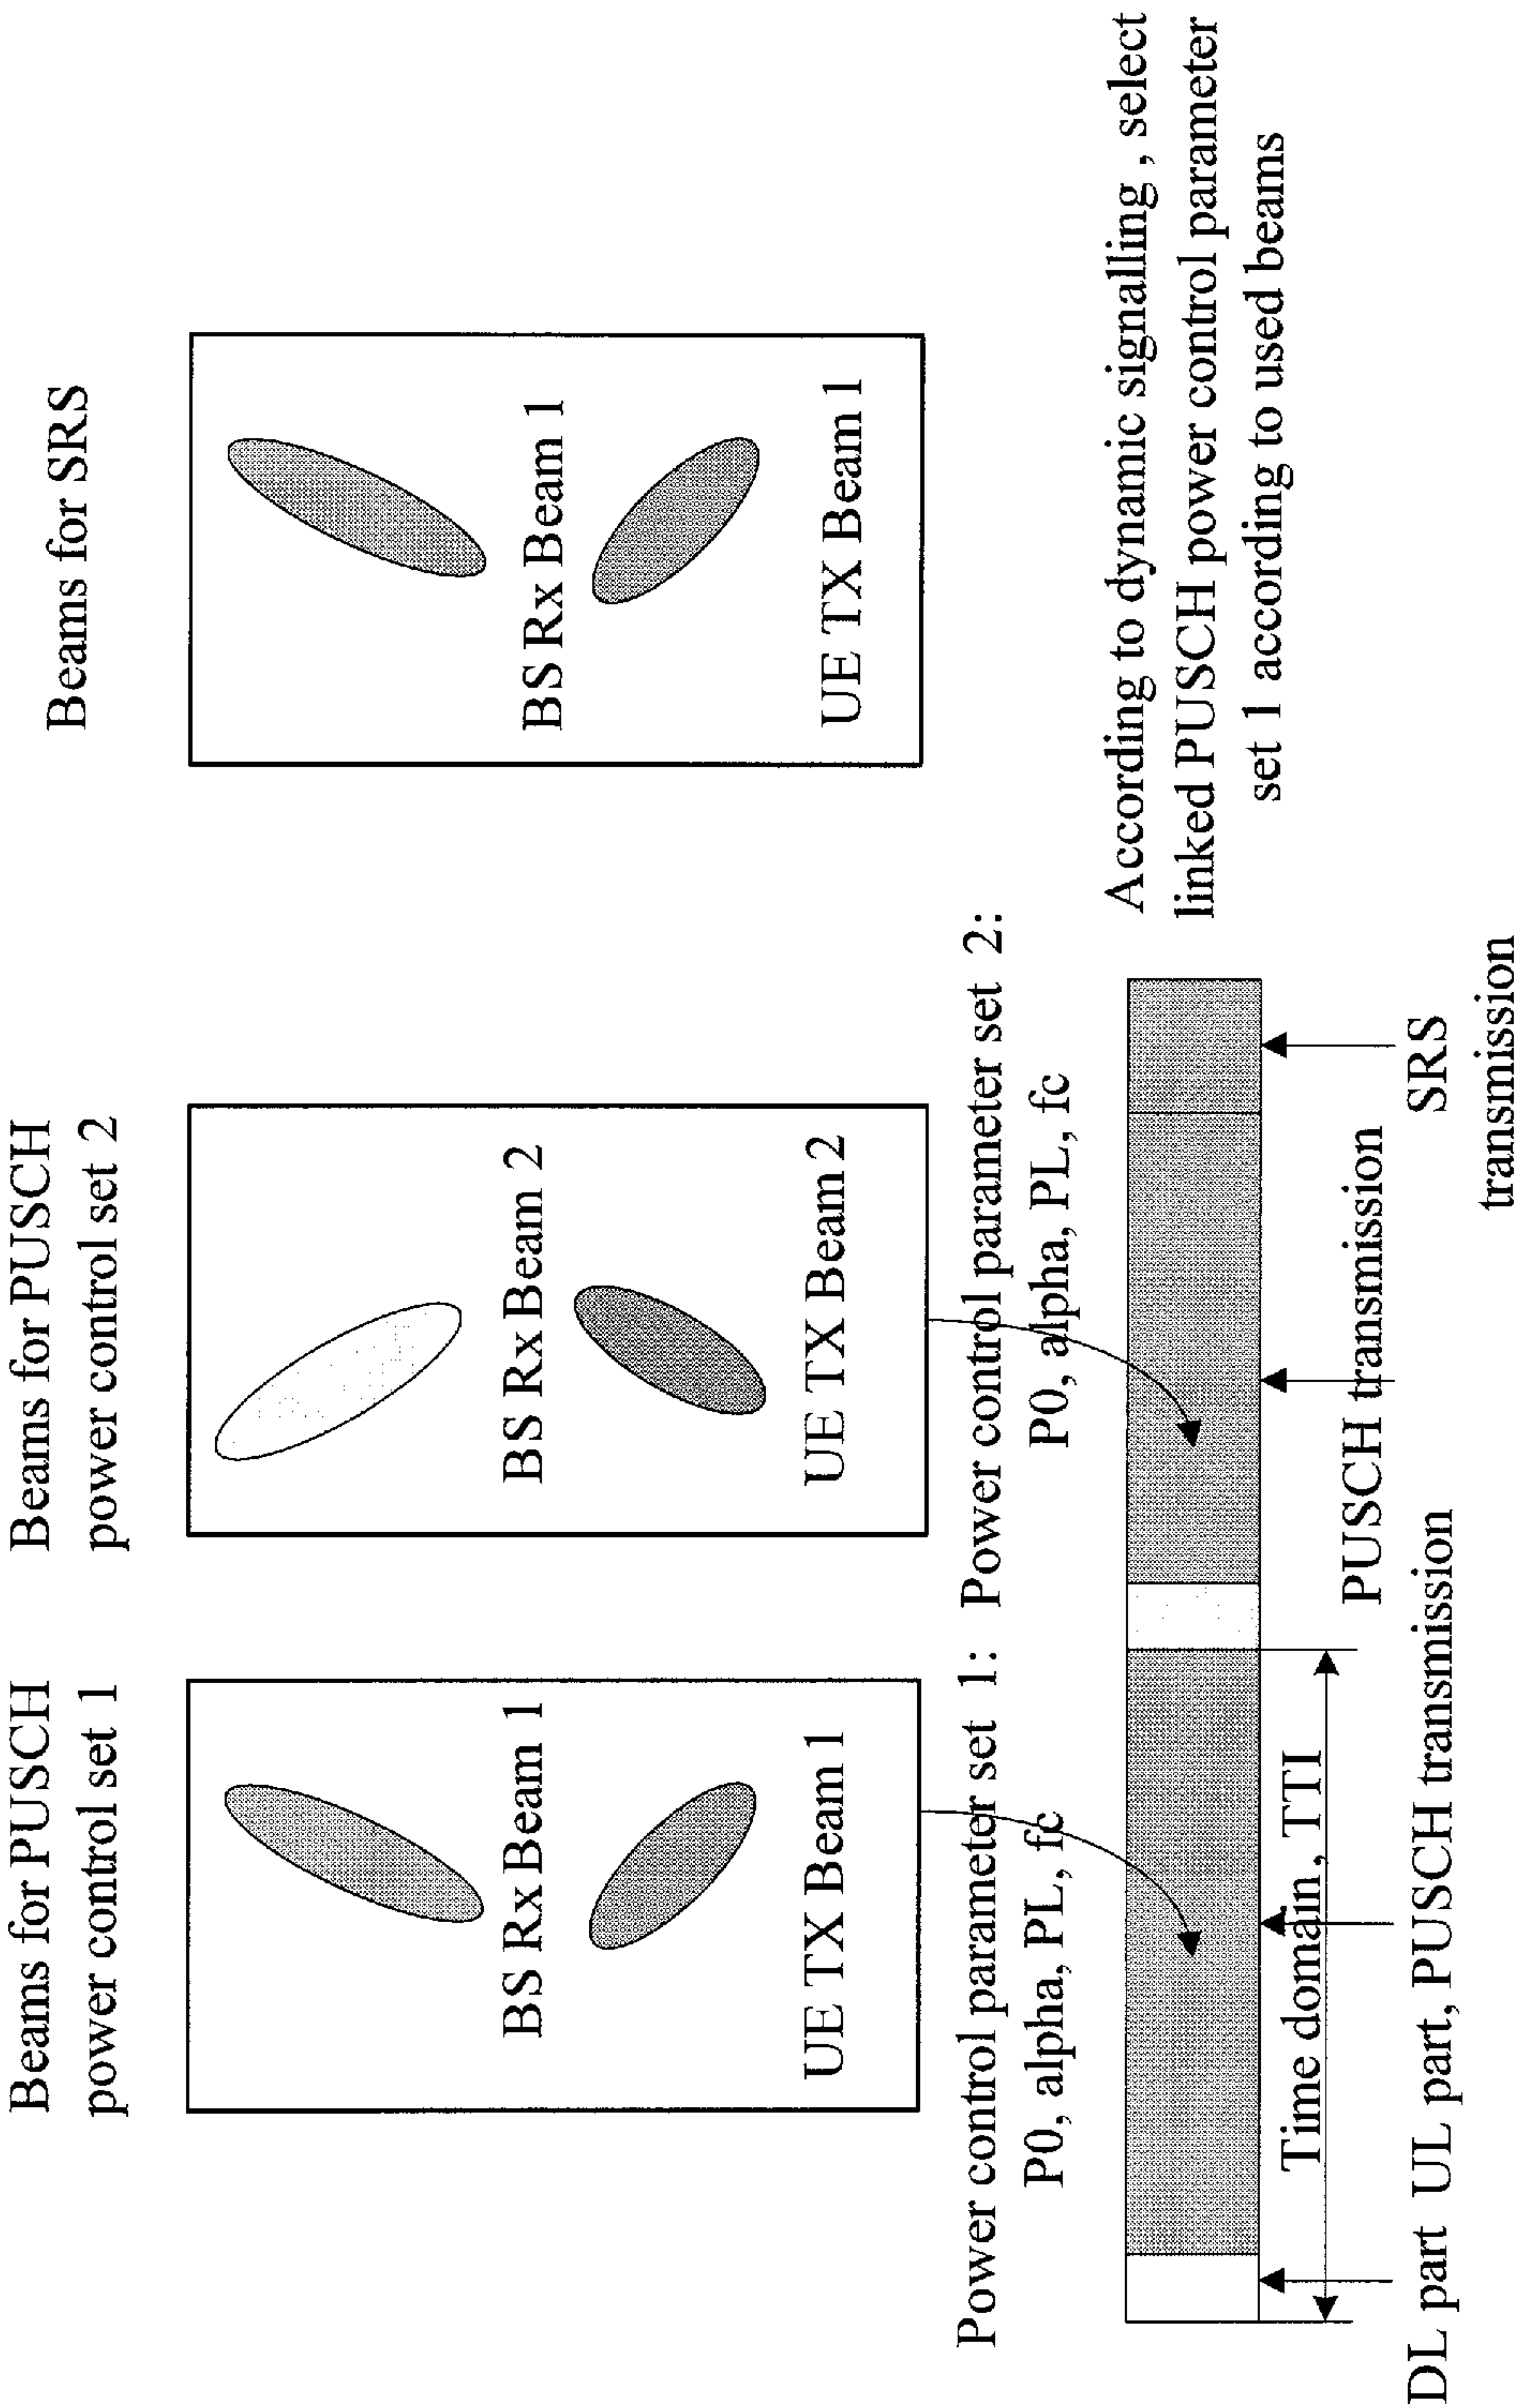 Beams for PUSCH
power control set 1
Beams for PUSCH
power control set 2
Beams for SRS
BS Rx Beam 1
UE TX Beam 1
BS Rx Beam 2
UE TX Beam 2
BS Rx Beam 1
UE TX Beam 1
Power control parameter set 1:
P0, alpha, PL, fc
Power control parameter set 2:
P0, alpha, PL, fc
According to dynamic signalling , select
linked PUSCH power control parameter
set 1 according to used beams
Time domain, TTI
DL part
UL part, PUSCH transmission
PUSCH transmission
SRS
transmission